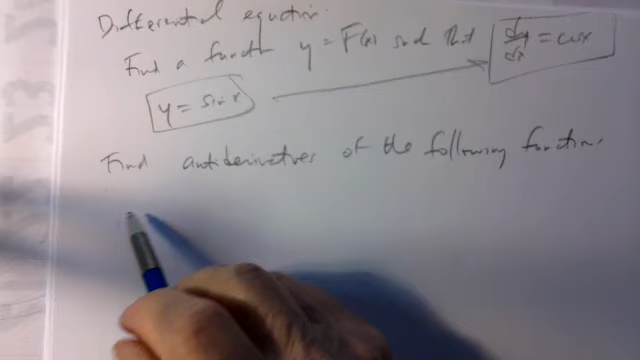 Differential equation.
Find a function y = F(x) such that dy/dx = cos x
y = sin x
Find antiderivatives of the following functions.